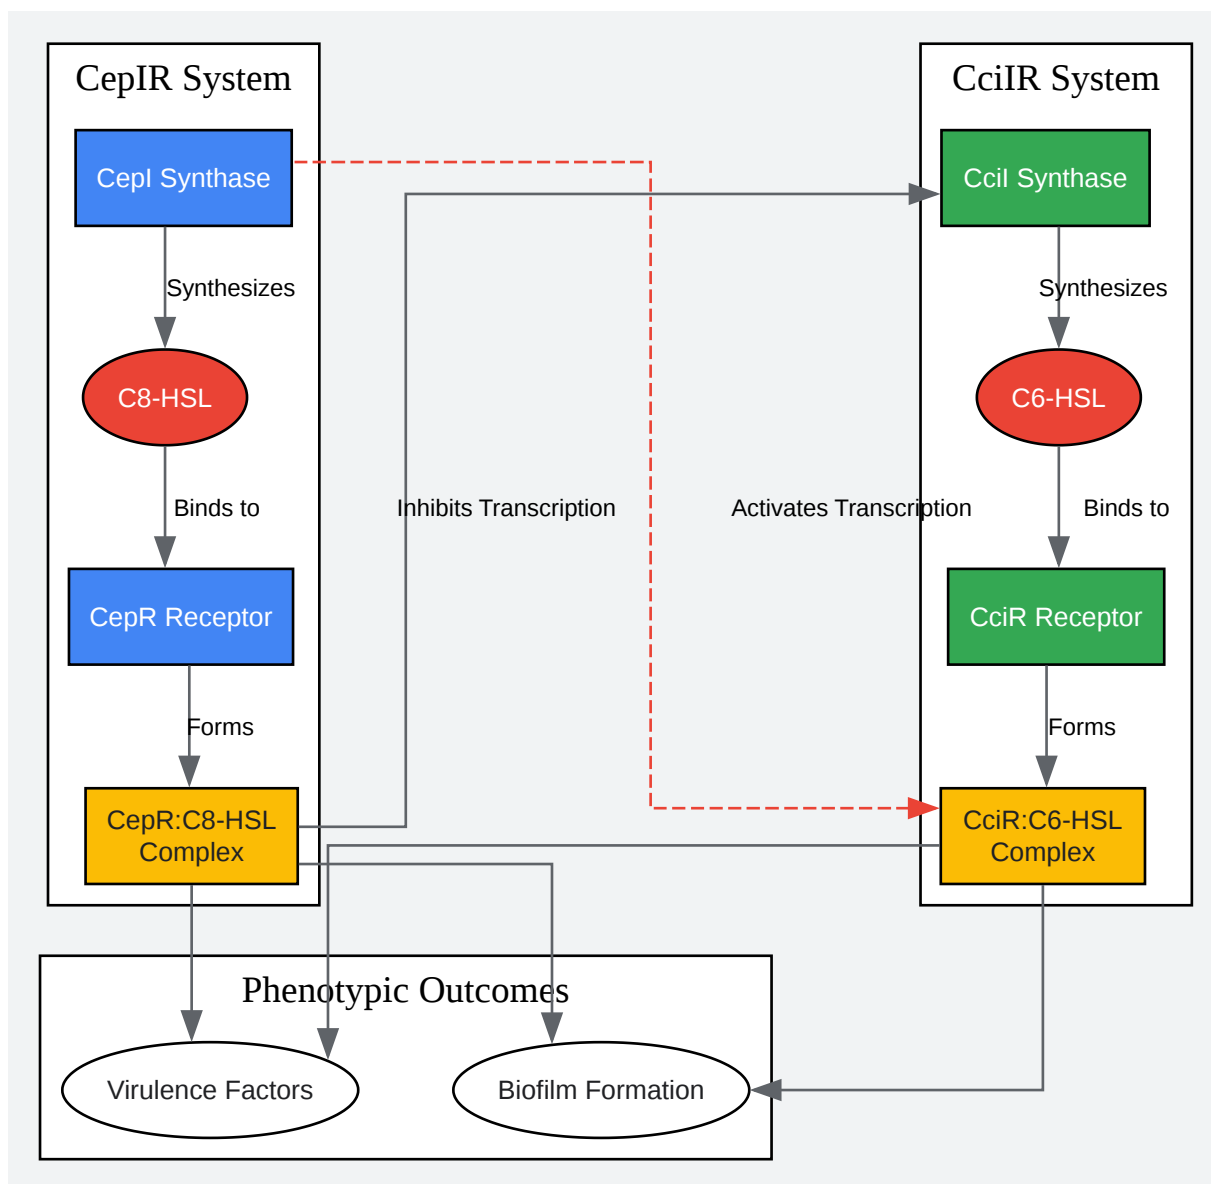 CepIR System
CciIR System
CepI Synthase
CciI Synthase
Synthesizes
Synthesizes
C8-HSL
C6-HSL
Binds to
Inhibits Transcription
Activates Transcription
Binds to
CepR Receptor
CciR Receptor
Forms
Forms
CepR:C8-HSL
Complex
CciR:C6-HSL
Complex
Phenotypic Outcomes
Virulence Factors
Biofilm Formation